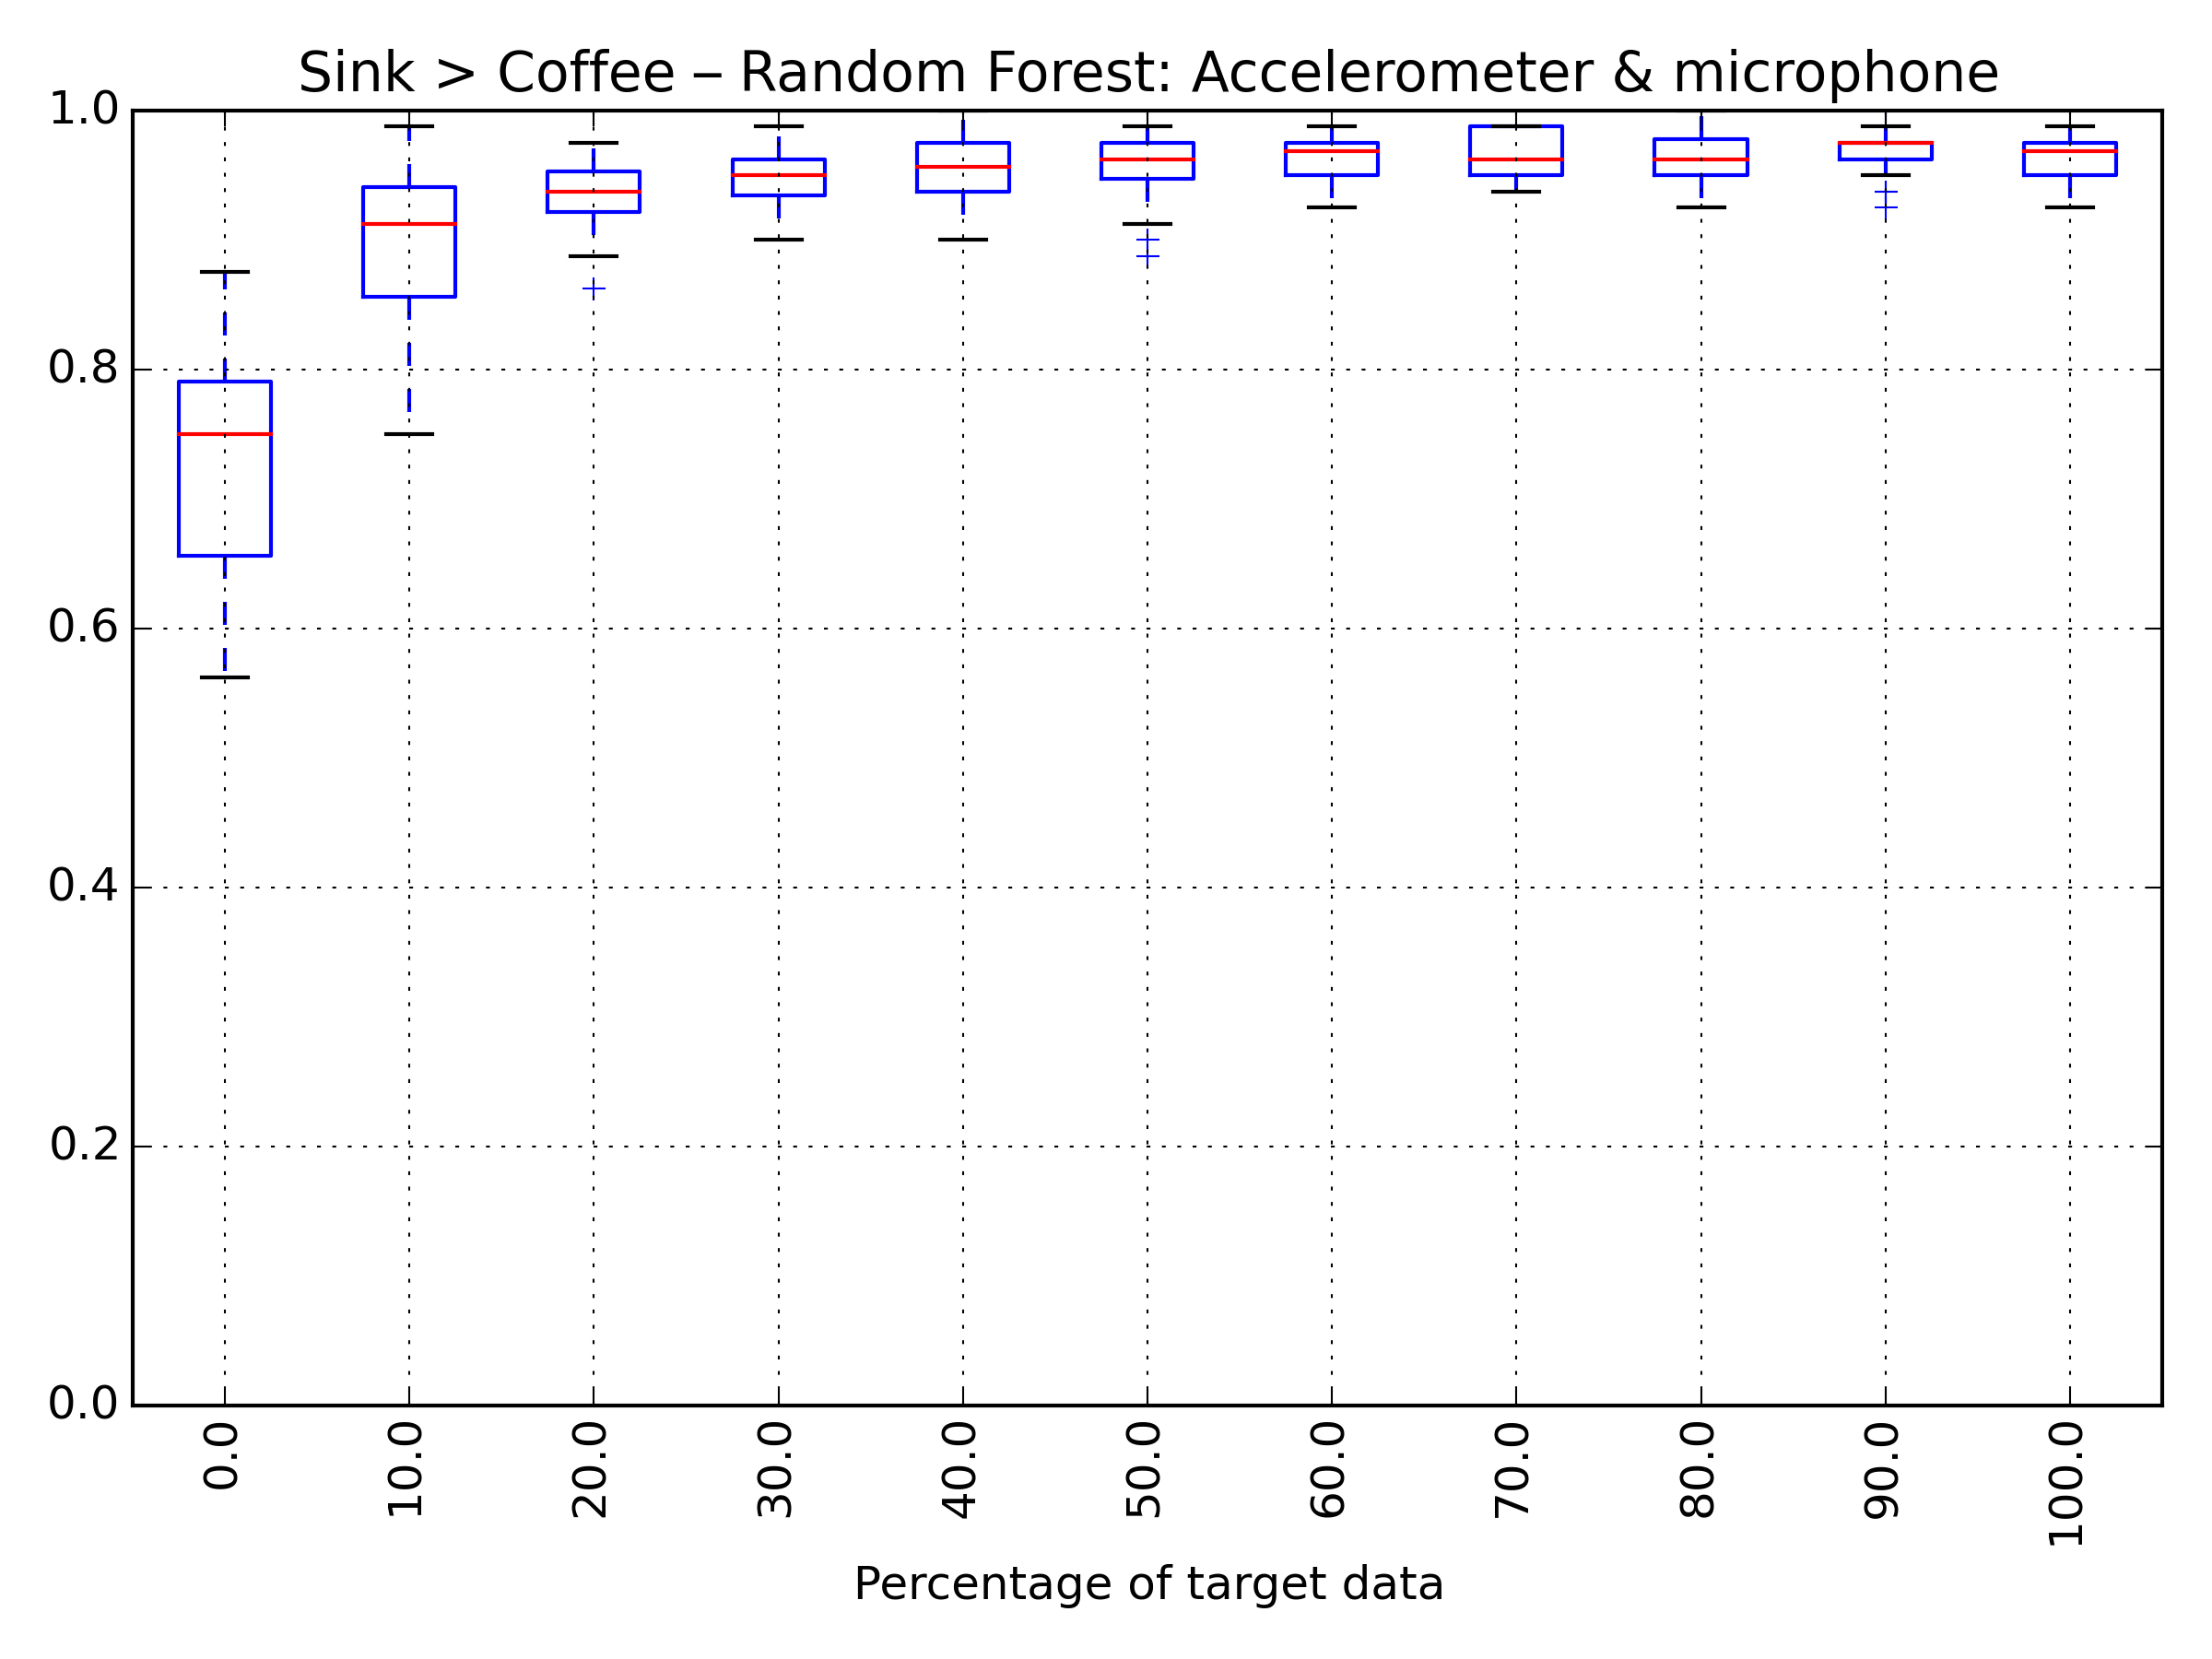 Sink > Coffee – Random Forest: Accelerometer & microphone
1.0
0.8
0.6
0.4
0.2
0.0
0.0 10.0 20.0 30.0 40.0 50.0 60.0 70.0 80.0 90.0 100.0
Percentage of target data